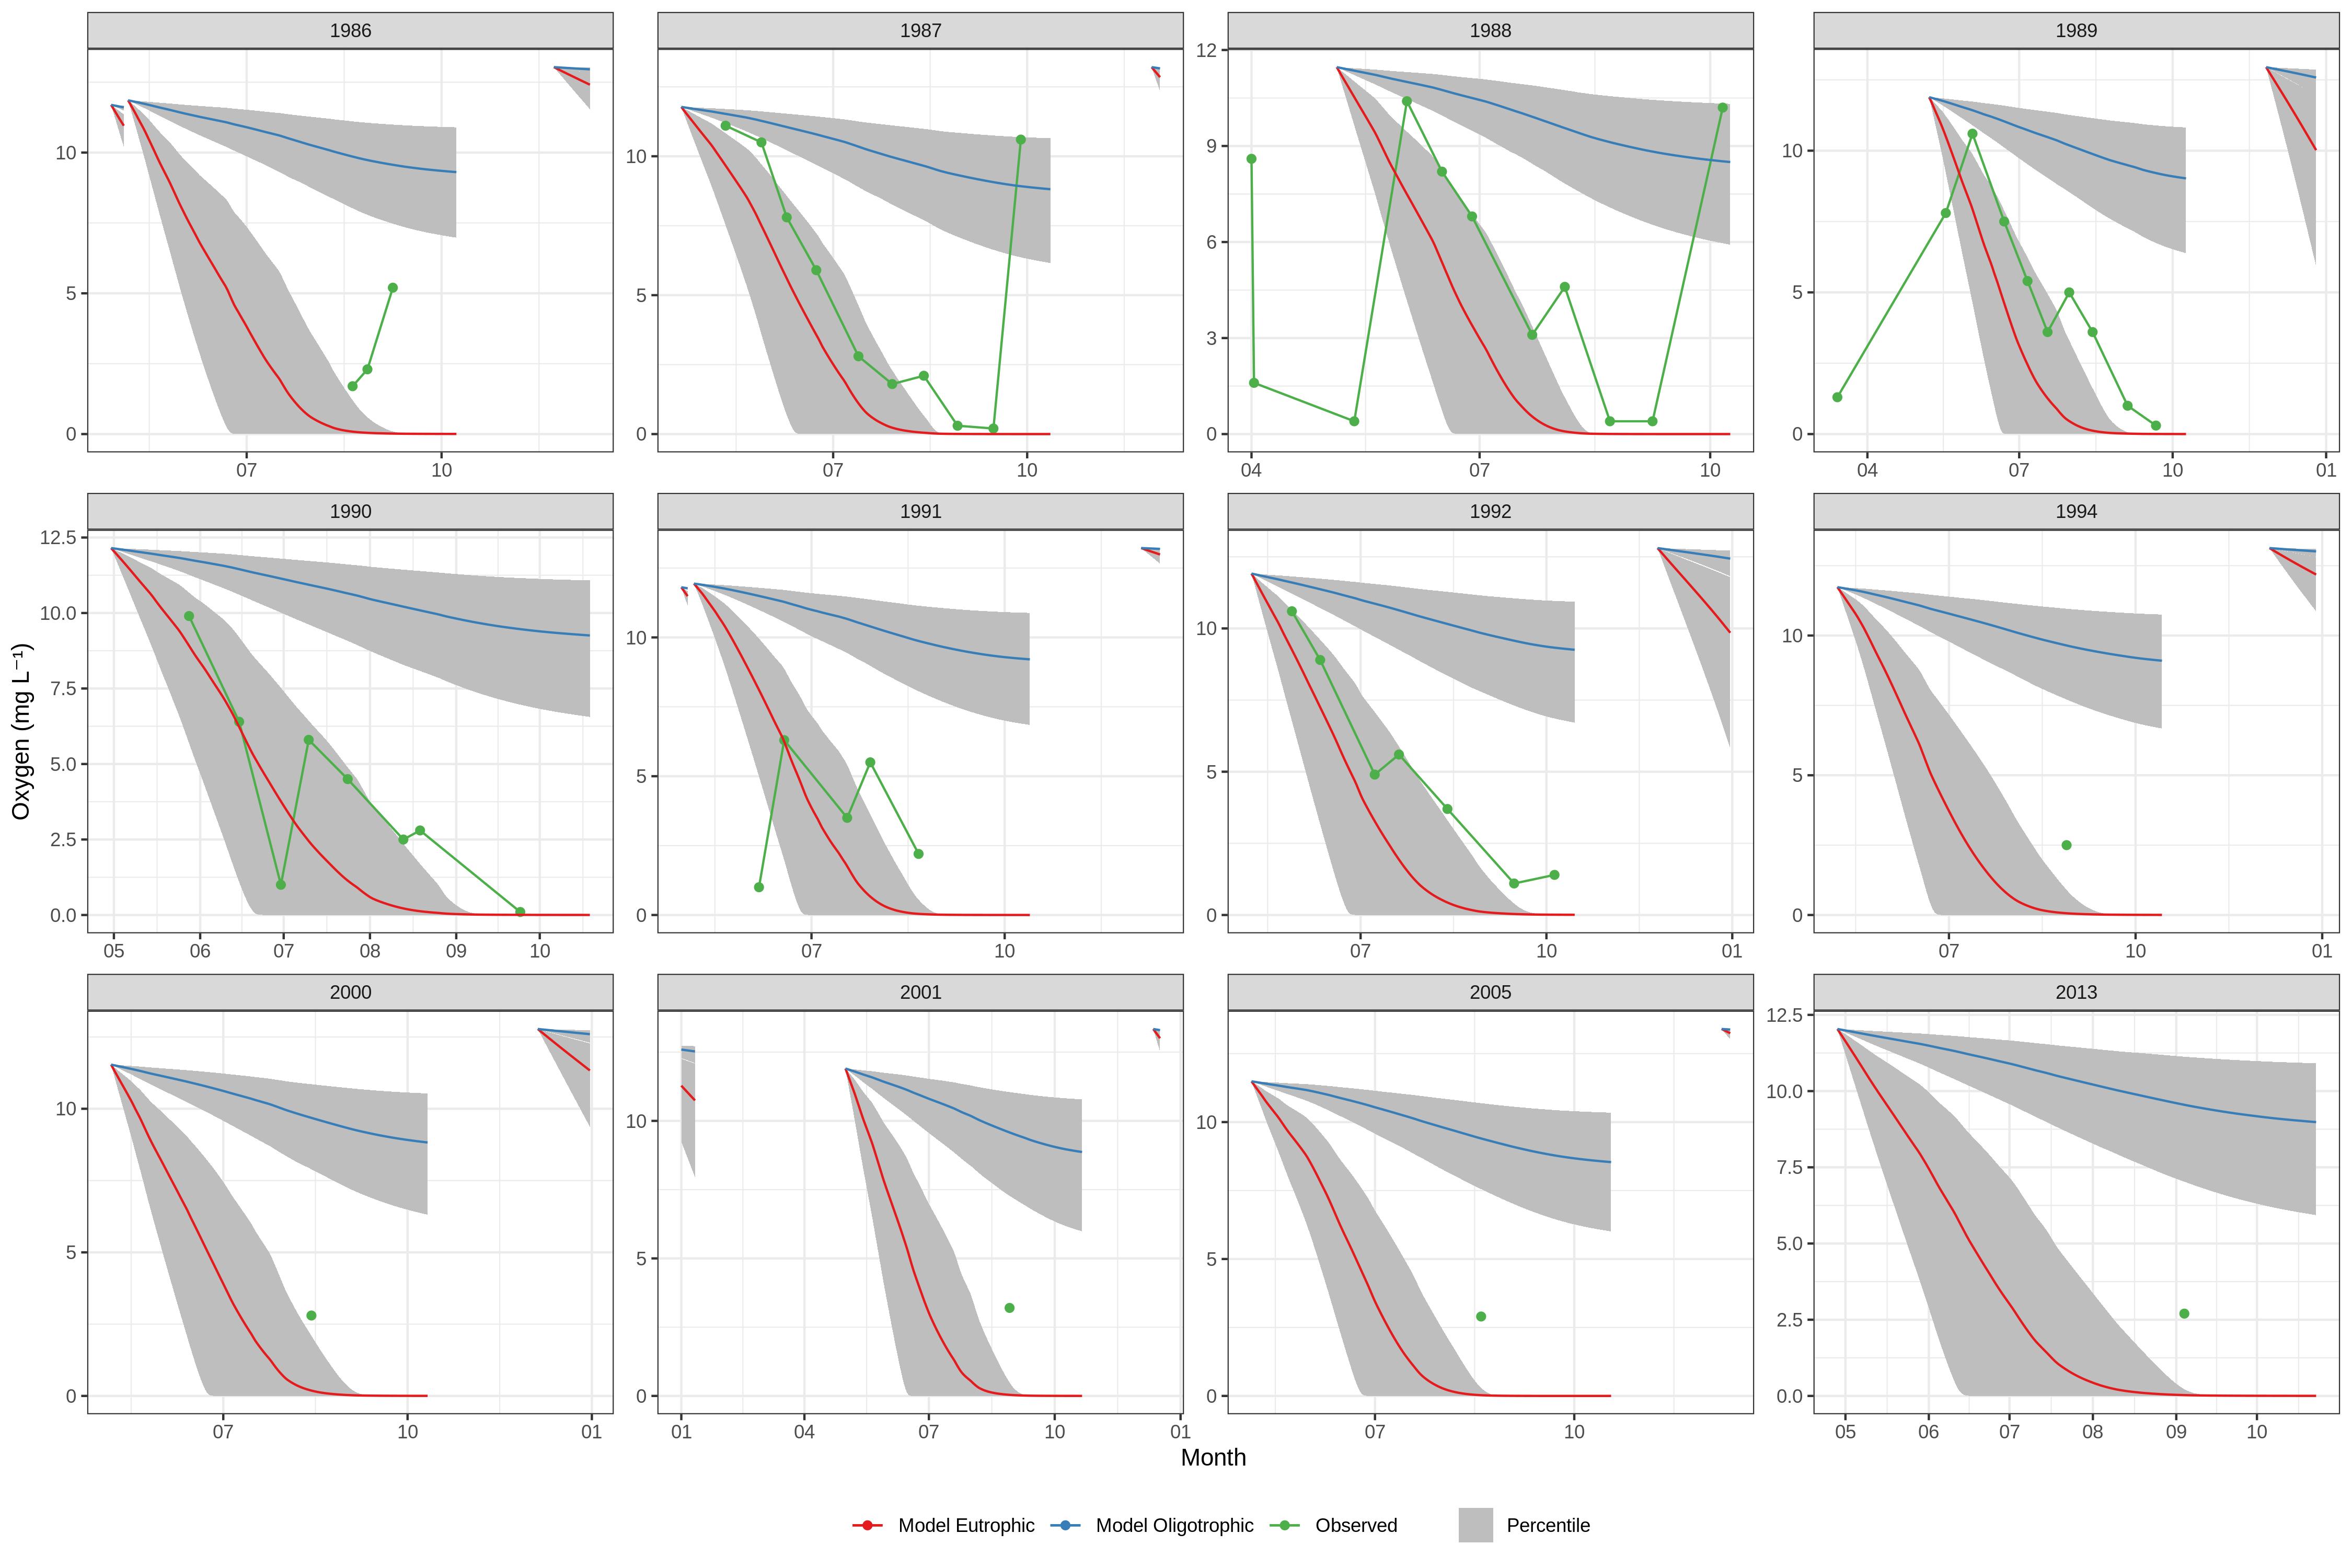 1986 1987 1988 1989
12
10 10 9 10
6
5 5 5
3
0 0 0 0
07 10 07 10 04 07 10 04 07 10 01
1990 1991 1992 1994
12.5
10.0 10 10 10
7.5
5.0 5 5 5
2.5
0.0 0 0 0
05 06 07 08 09 10 07 10 07 10 01 07 10 01
Oxygen (mg L⁻¹)
2000 2001 2005 2013
12.5
10 10 10 10.0
7.5
5 5 5 5.0
2.5
0 0 0 0.0
07 10 01 01 04 07 10 01 07 10 05 06 07 08 09 10
Month
Model Eutrophic Model Oligotrophic Observed Percentile